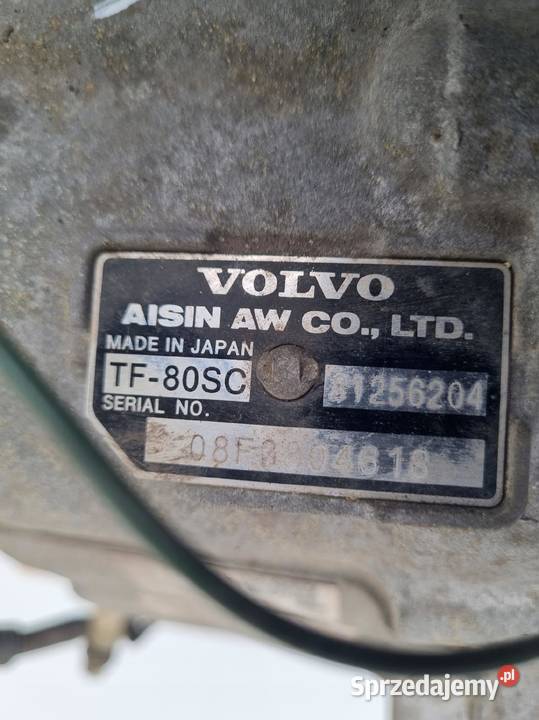 VOLVO
AISIN AW CO., LTD.
MADE IN JAPAN
TF-80SC 31256204
SERIAL NO.
Sprzedajemy.pl